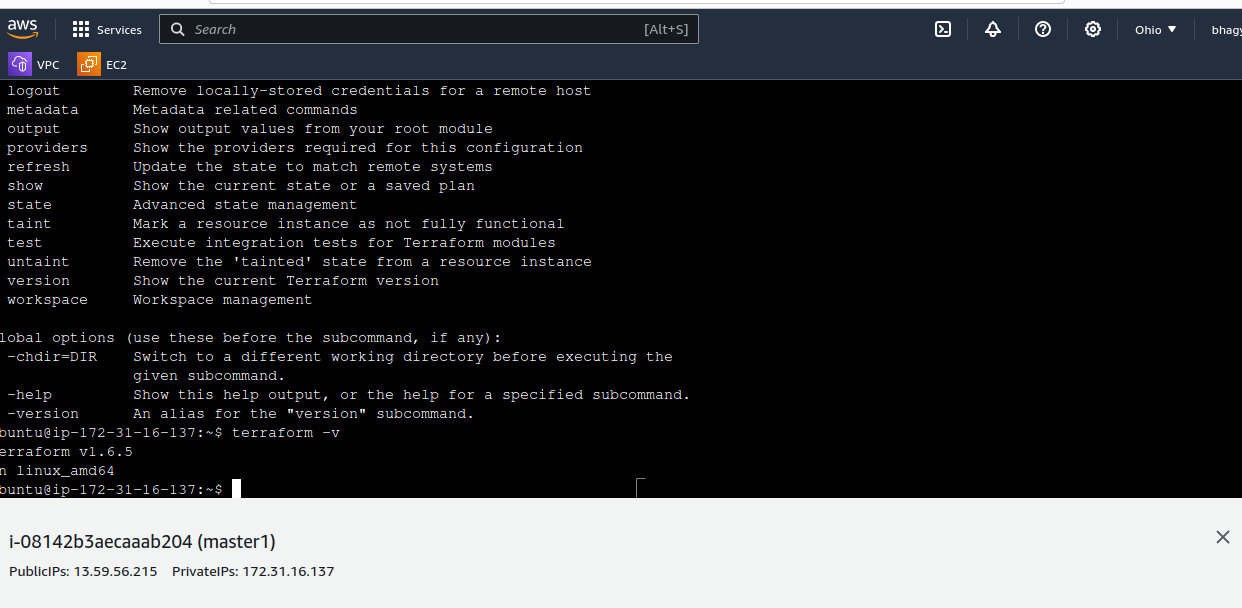 aws
Services
Search
[Alt+S]
Ohio
bhagy
VPC
EC2
logout Remove locally-stored credentials for a remote host
metadata Metadata related commands
output Show output values from your root module
providers Show the providers required for this configuration
refresh Update the state to match remote systems
show Show the current state or a saved plan
state Advanced state management
taint Mark a resource instance as not fully functional
test Execute integration tests for Terraform modules
untaint Remove the 'tainted' state from a resource instance
version Show the current Terraform version
workspace Workspace management
lobal options (use these before the subcommand, if any):
-chdir=DIR Switch to a different working directory before executing the
given subcommand.
-help Show this help output, or the help for a specified subcommand.
-version An alias for the "version" subcommand.
buntu@ip-172-31-16-137:~$ terraform -v
erraform v1.6.5
n linux_amd64
buntu@ip-172-31-16-137:~$
i-08142b3aecaaab204 (master1)
PublicIPs: 13.59.56.215 PrivateIPs: 172.31.16.137